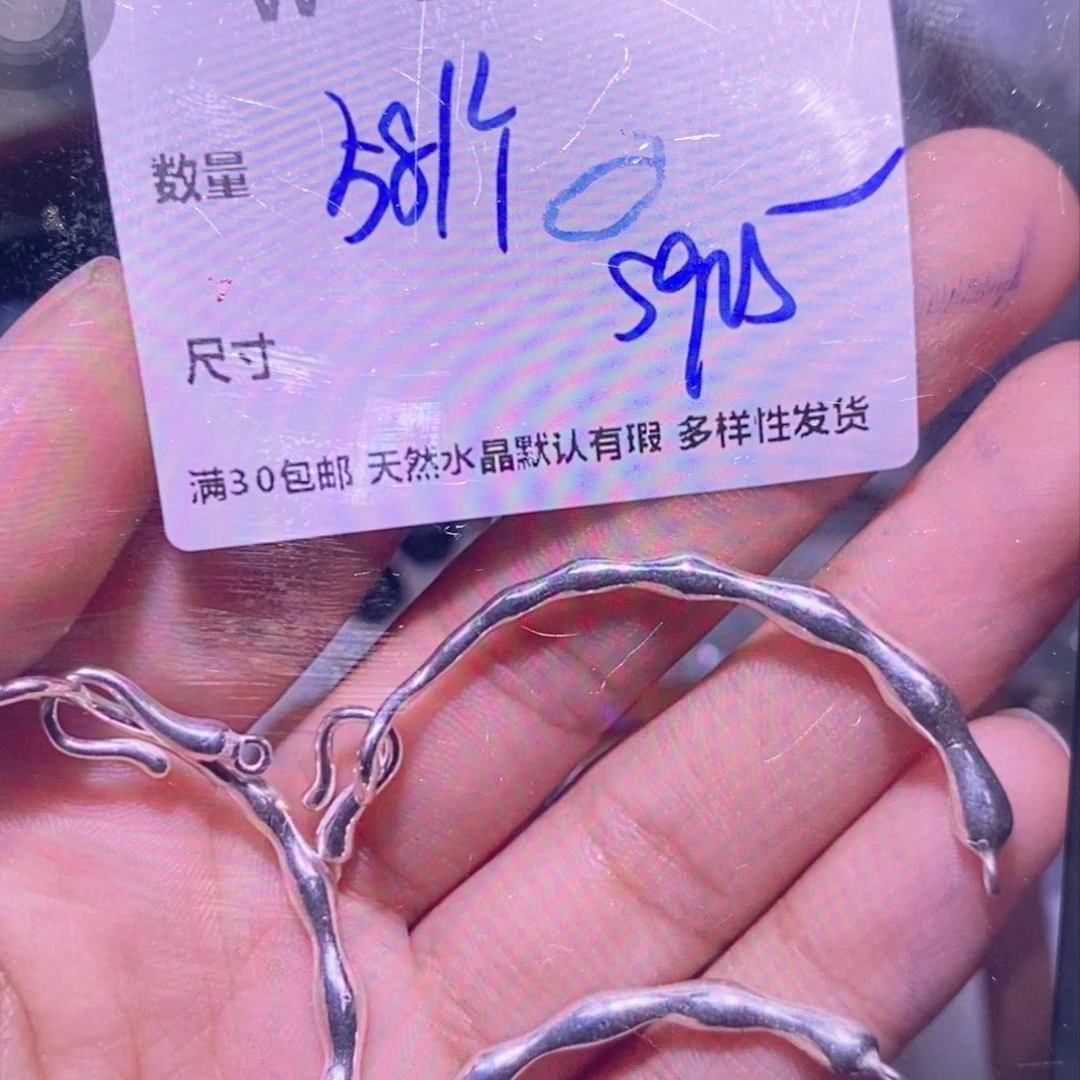 数量 58/个
S925
尺寸
满30包邮 天然水晶默认有瑕 多样性发货